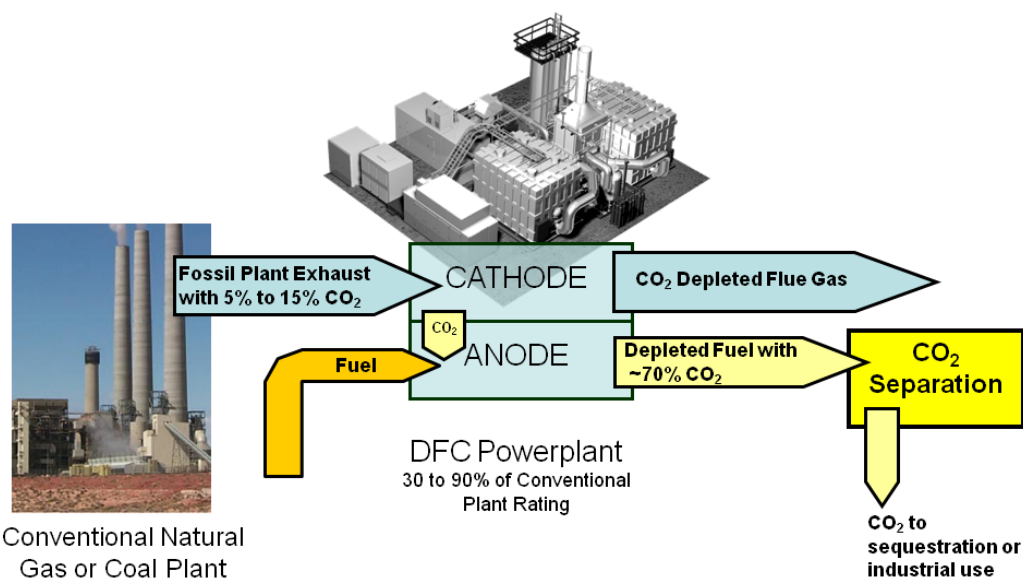 Fossil Plant Exhaust
with 5% to 15% CO₂
CATHODE
CO₂ Depleted Flue Gas
CO₂
Fuel
ANODE
Depleted Fuel with
~70% CO₂
CO₂
Separation
DFC Powerplant
30 to 90% of Conventional
Plant Rating
Conventional Natural
Gas or Coal Plant
CO₂ to
sequestration or
industrial use